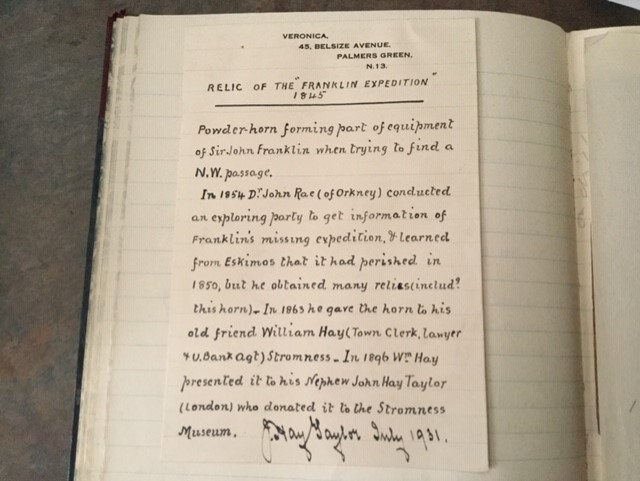 VERONICA.
45, BELSIZE AVENUE,
PALMERS GREEN,
N.13.
RELIC OF THE "FRANKLIN EXPEDITION"
1845
Powder-horn forming part of equipment
of Sir John Franklin when trying to find a
N.W. passage.
In 1854 Dr. John Rae (of Orkney) conducted
an exploring party to get information of
Franklin's missing expedition, & learned
from Eskimos that it had perished in
1850, but he obtained many relics (includg.
this horn). - In 1863 he gave the horn to his
old friend William Hay (Town Clerk, lawyer
& U. Bank Agt) Stromness. - In 1896 Wm Hay
presented it to his Nephew John Hay Taylor
(London) who donated it to the Stromness
Museum. J. Hay Taylor July 1931.